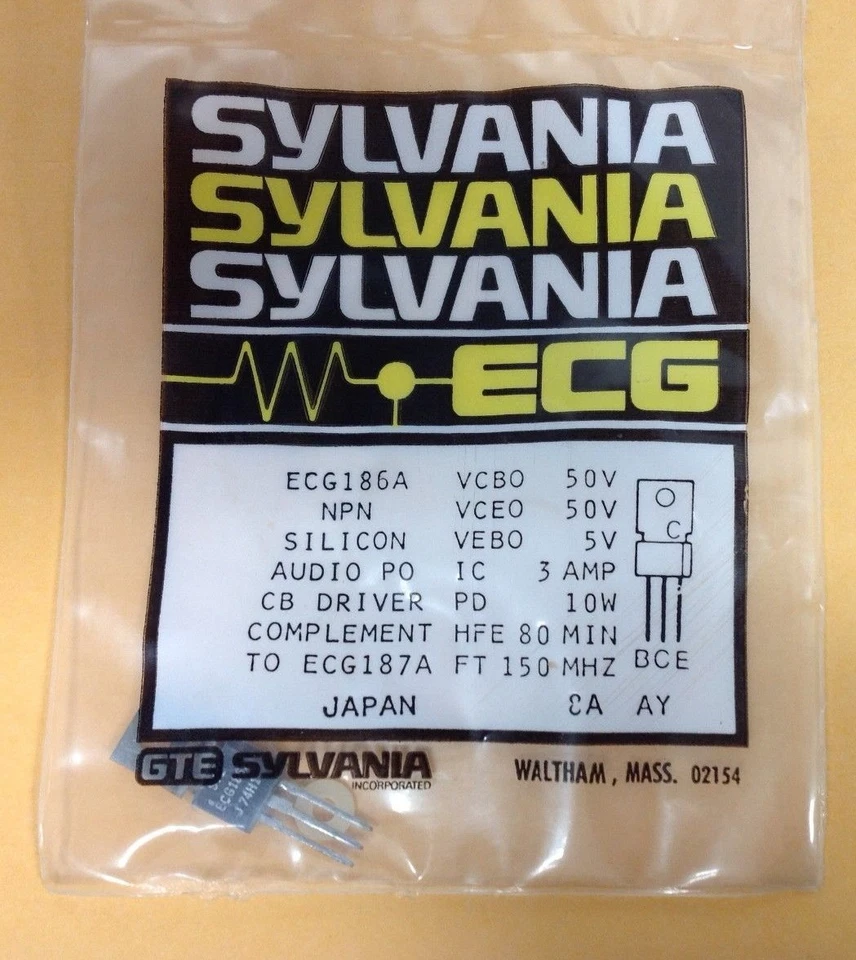 SYLVANIA
SYLVANIA
SYLVANIA
ECG
ECG186A VCBO 50V
NPN VCEO 50V
SILICON VEBO 5V
AUDIO PO IC 3 AMP
CB DRIVER PD 10W
COMPLEMENT HFE 80 MIN
TO ECG187A FT 150 MHZ
JAPAN AY
C
BCE
GTE SYLVANIA
INCORPORATED
WALTHAM, MASS. 02154